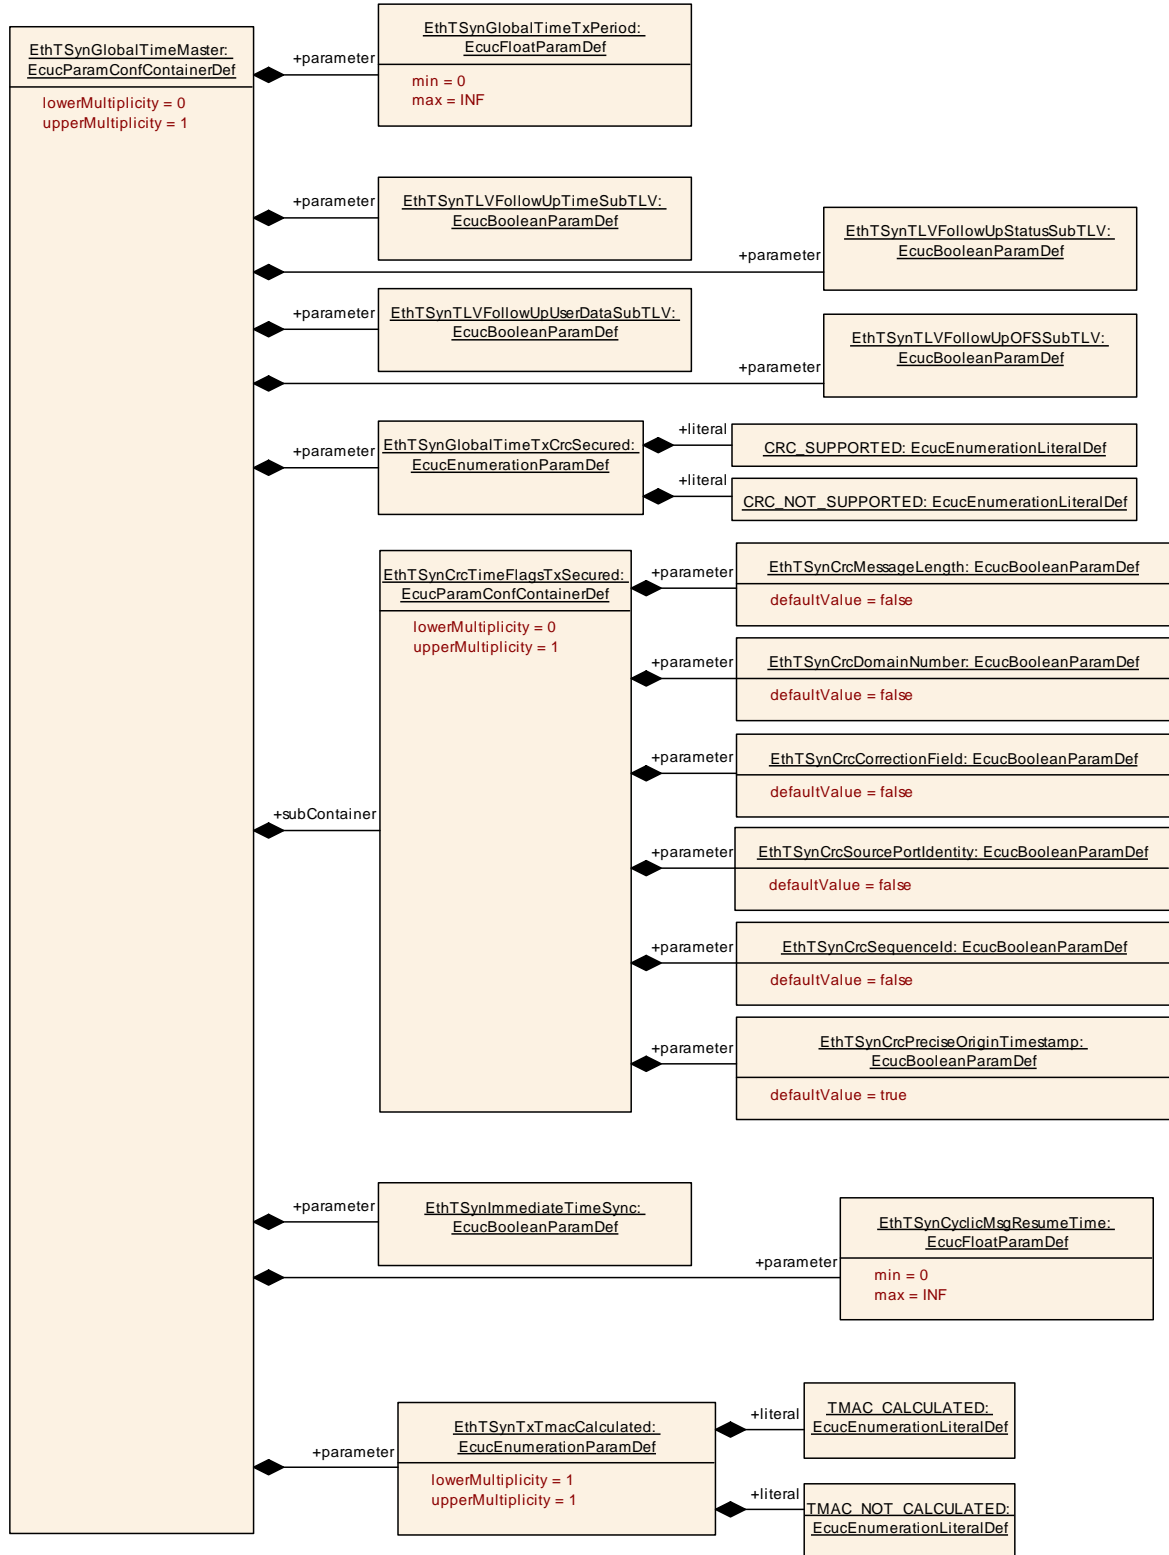 EthTSynGlobalTimeMaster:
EcucParamConfContainerDef
lowerMultiplicity = 0
upperMultiplicity = 1
+parameter
EthTSynGlobalTimeTxPeriod:
EcucFloatParamDef
min = 0
max = INF
+parameter
EthTSynTLVFollowUpTimeSubTLV:
EcucBooleanParamDef
+parameter
EthTSynTLVFollowUpStatusSubTLV:
EcucBooleanParamDef
+parameter
EthTSynTLVFollowUpUserDataSubTLV:
EcucBooleanParamDef
+parameter
EthTSynTLVFollowUpOFSSubTLV:
EcucBooleanParamDef
+parameter
EthTSynGlobalTimeTxCrcSecured:
EcucEnumerationParamDef
+literal
CRC_SUPPORTED: EcucEnumerationLiteralDef
+literal
CRC_NOT_SUPPORTED: EcucEnumerationLiteralDef
+subContainer
EthTSynCrcTimeFlagsTxSecured:
EcucParamConfContainerDef
lowerMultiplicity = 0
upperMultiplicity = 1
+parameter
EthTSynCrcMessageLength: EcucBooleanParamDef
defaultValue = false
+parameter
EthTSynCrcDomainNumber: EcucBooleanParamDef
defaultValue = false
+parameter
EthTSynCrcCorrectionField: EcucBooleanParamDef
defaultValue = false
+parameter
EthTSynCrcSourcePortIdentity: EcucBooleanParamDef
defaultValue = false
+parameter
EthTSynCrcSequenceId: EcucBooleanParamDef
defaultValue = false
+parameter
EthTSynCrcPreciseOriginTimestamp:
EcucBooleanParamDef
defaultValue = true
+parameter
EthTSynImmediateTimeSync:
EcucBooleanParamDef
+parameter
EthTSynCyclicMsgResumeTime:
EcucFloatParamDef
min = 0
max = INF
+parameter
EthTSynTxTmacCalculated:
EcucEnumerationParamDef
lowerMultiplicity = 1
upperMultiplicity = 1
+literal
TMAC_CALCULATED:
EcucEnumerationLiteralDef
+literal
TMAC_NOT_CALCULATED:
EcucEnumerationLiteralDef